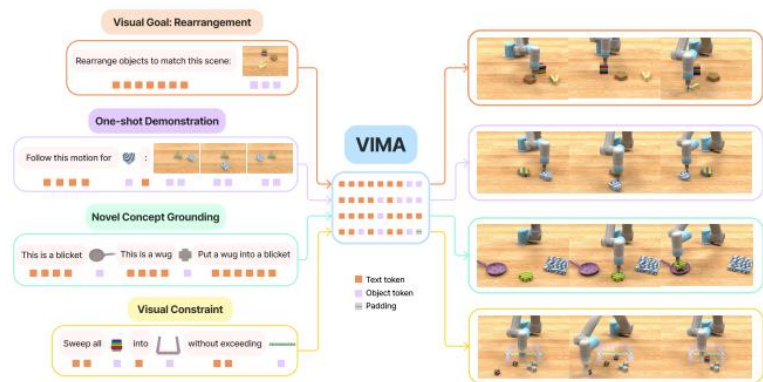 Visual Goal: Rearrangement
Rearrange objects to match this scene:
One-shot Demonstration
Follow this motion for :
Novel Concept Grounding
This is a blicket This is a wug Put a wug into a blicket
Visual Constraint
Sweep all into without exceeding
VIMA
Text token
Object token
Padding